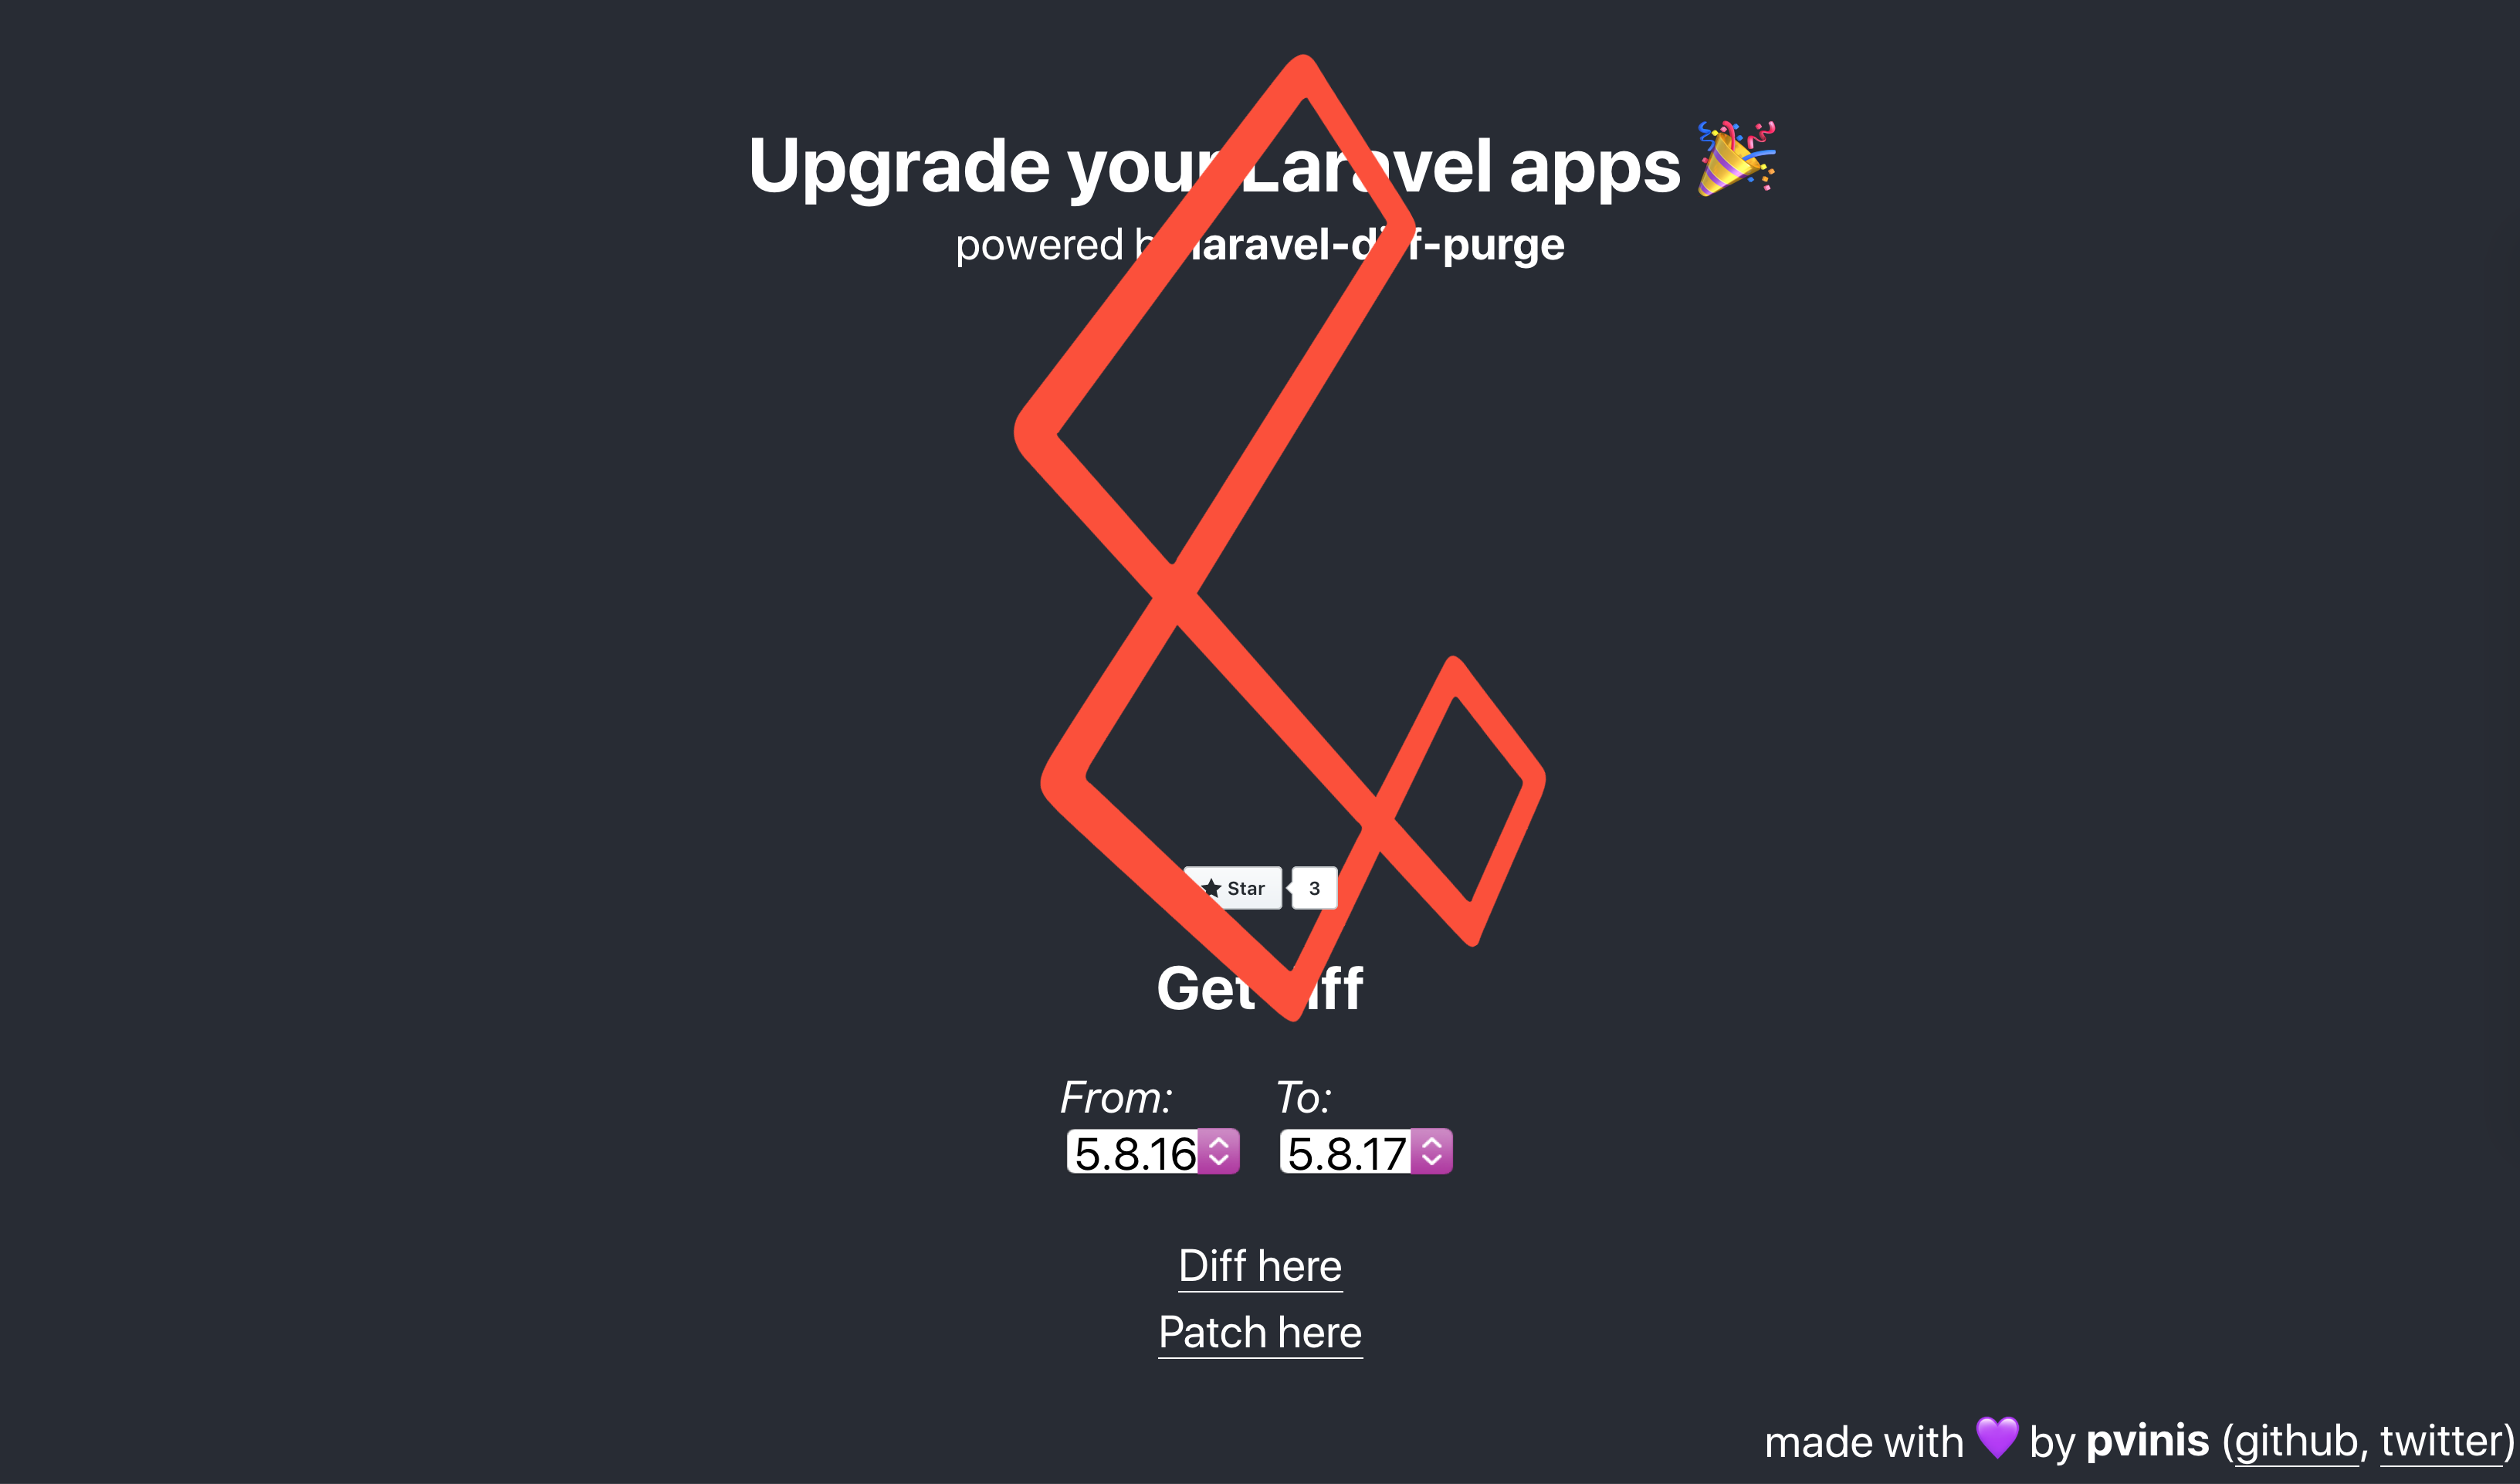 Upgrade your Laravel apps 🎉
powered by laravel-diff-purge
Star 3
Get diff
From: To:
5.8.16 5.8.17
Diff here
Patch here
made with 💜 by pvinis (github, twitter)